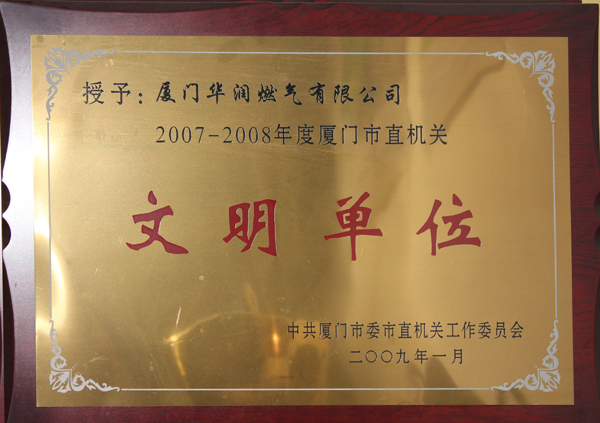 授予：厦门华润燃气有限公司
2007-2008年度厦门市直机关
文明单位
中共厦门市委市直机关工作委员会
二〇〇九年一月